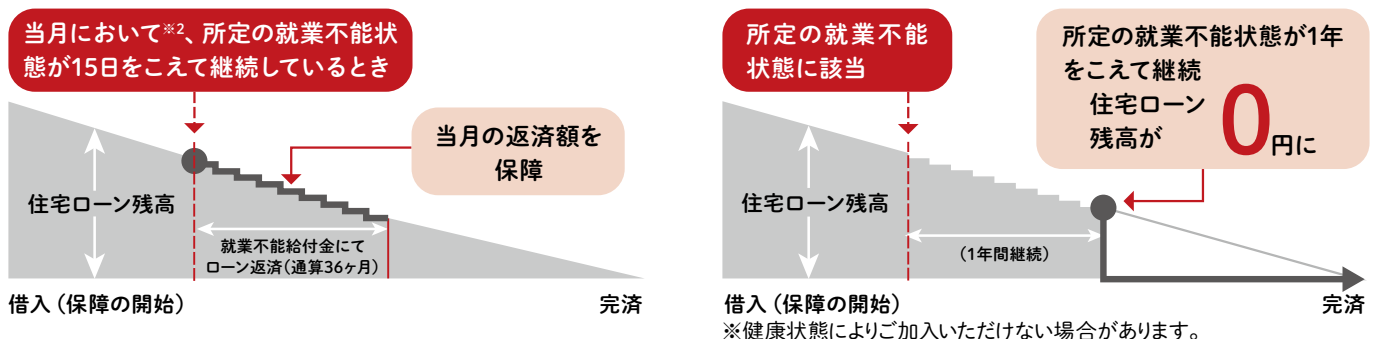 当月において※2、所定の就業不能状
態が15日をこえて継続しているとき
当月の返済額を
保障
住宅ローン残高
就業不能給付金にて
ローン返済(通算36ヶ月)
借入(保障の開始)
完済
所定の就業不能
状態に該当
所定の就業不能状態が1年
をこえて継続
住宅ローン
残高が
0円に
住宅ローン残高
(1年間継続)
借入(保障の開始)
完済
※健康状態によりご加入いただけない場合があります。